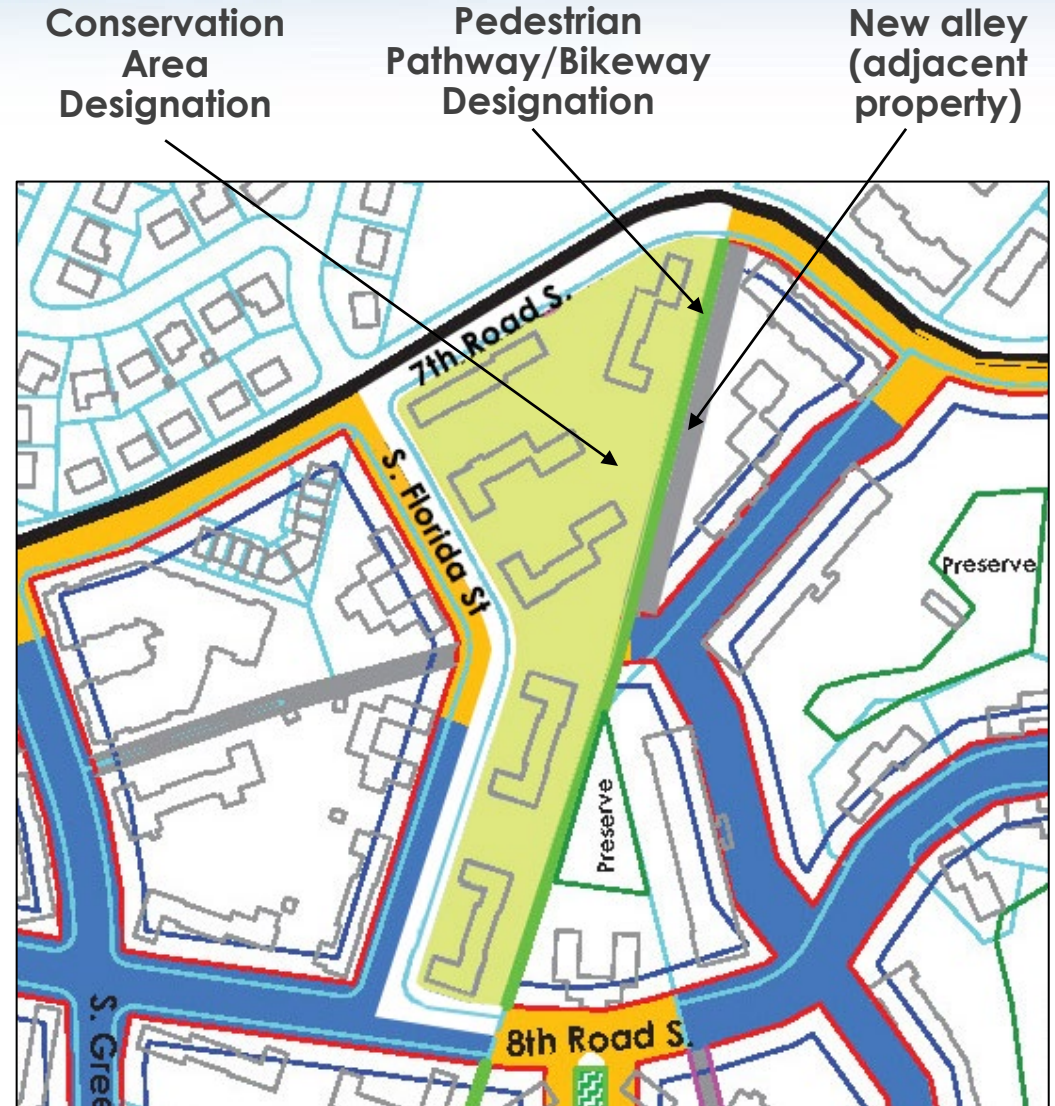 Conservation
Area
Designation
Pedestrian
Pathway/Bikeway
Designation
New alley
(adjacent
property)
7th Road S.
S. Florida St
Preserve
Preserve
8th Road S.
S. Gree